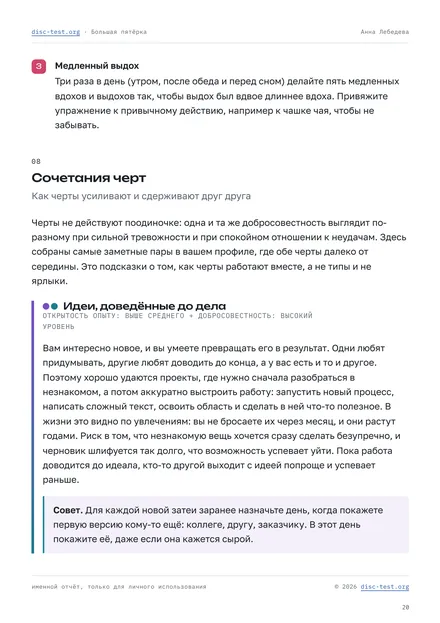 disc-test.org · Большая пятёрка
Анна Лебедева
3
Медленный выдох
Три раза в день (утром, после обеда и перед сном) делайте пять медленных
вдохов и выдохов так, чтобы выдох был вдвое длиннее вдоха. Привяжите
упражнение к привычному действию, например к чашке чая, чтобы не
забывать.
08
Сочетания черт
Как черты усиливают и сдерживают друг друга
Черты не действуют поодиночке: одна и та же добросовестность выглядит по-
разному при сильной тревожности и при спокойном отношении к неудачам. Здесь
собраны самые заметные пары в вашем профиле, где обе черты далеко от
середины. Это подсказки о том, как черты работают вместе, а не типы и не
ярлыки.
Идеи, доведённые до дела
ОТКРЫТОСТЬ ОПЫТУ: ВЫШЕ СРЕДНЕГО + ДОБРОСОВЕСТНОСТЬ: ВЫСОКИЙ
УРОВЕНЬ
Вам интересно новое, и вы умеете превращать его в результат. Одни любят
придумывать, другие любят доводить до конца, а у вас есть и то и другое.
Поэтому хорошо удаются проекты, где нужно сначала разобраться в
незнакомом, а потом аккуратно выстроить работу: запустить новый процесс,
написать сложный текст, освоить область и сделать в ней что-то полезное. В
жизни это видно по увлечениям: вы не бросаете их через месяц, и они растут
годами. Риск в том, что незнакомую вещь хочется сразу сделать безупречно, и
черновик шлифуется так долго, что возможность успевает уйти. Пока работа
доводится до идеала, кто-то другой выходит с идеей попроще и успевает
раньше.
Совет. Для каждой новой затеи заранее назначьте день, когда покажете
первую версию кому-то ещё: коллеге, другу, заказчику. В этот день
покажите её, даже если она кажется сырой.
именной отчёт, только для личного использования
© 2026 disc-test.org
20